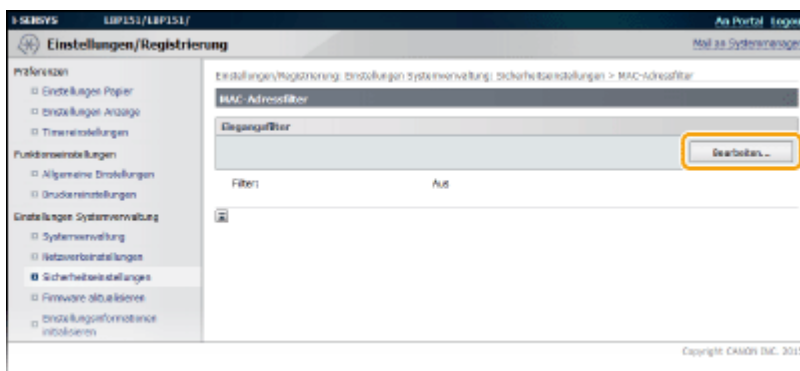 i-SENSYS LBP151/LBP151/
An Portal Logou
Einstellungen/Registrierung
Mail an Systemmanager
Präferenzen
Einstellungen Papier
Einstellungen Anzeige
Timereinstellungen
Funktionseinstellungen
Allgemeine Einstellungen
Druckereinstellungen
Einstellungen Systemverwaltung
Systemverwaltung
Netzwerkeinstellungen
Sicherheitseinstellungen
Firmware aktualisieren
Einstellungsinformationen
initialisieren
Einstellungen/Registrierung: Einstellungen Systemverwaltung: Sicherheitseinstellungen > MAC-Adressfilter
MAC-Adressfilter
Eingangsfilter
Bearbeiten...
Filter: Aus
Copyright CANON INC. 2015